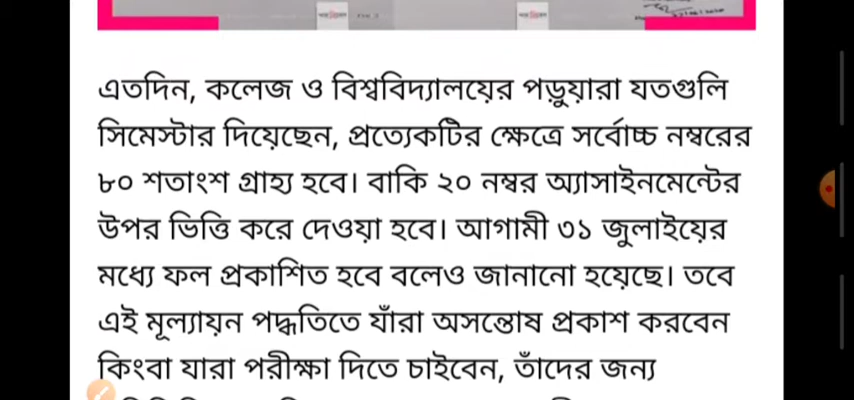 এতদিন, কলেজ ও বিশ্ববিদ্যালয়ের পড়ুয়ারা যতগুলি
সিমেস্টার দিয়েছেন, প্রত্যেকটির ক্ষেত্রে সর্বোচ্চ নম্বরের
৮০ শতাংশ গ্রাহ্য হবে। বাকি ২০ নম্বর অ্যাসাইনমেন্টের
উপর ভিত্তি করে দেওয়া হবে। আগামী ৩১ জুলাইয়ের
মধ্যে ফল প্রকাশিত হবে বলেও জানানো হয়েছে। তবে
এই মূল্যায়ন পদ্ধতিতে যাঁরা অসন্তোষ প্রকাশ করবেন
কিংবা যারা পরীক্ষা দিতে চাইবেন, তাঁদের জন্য